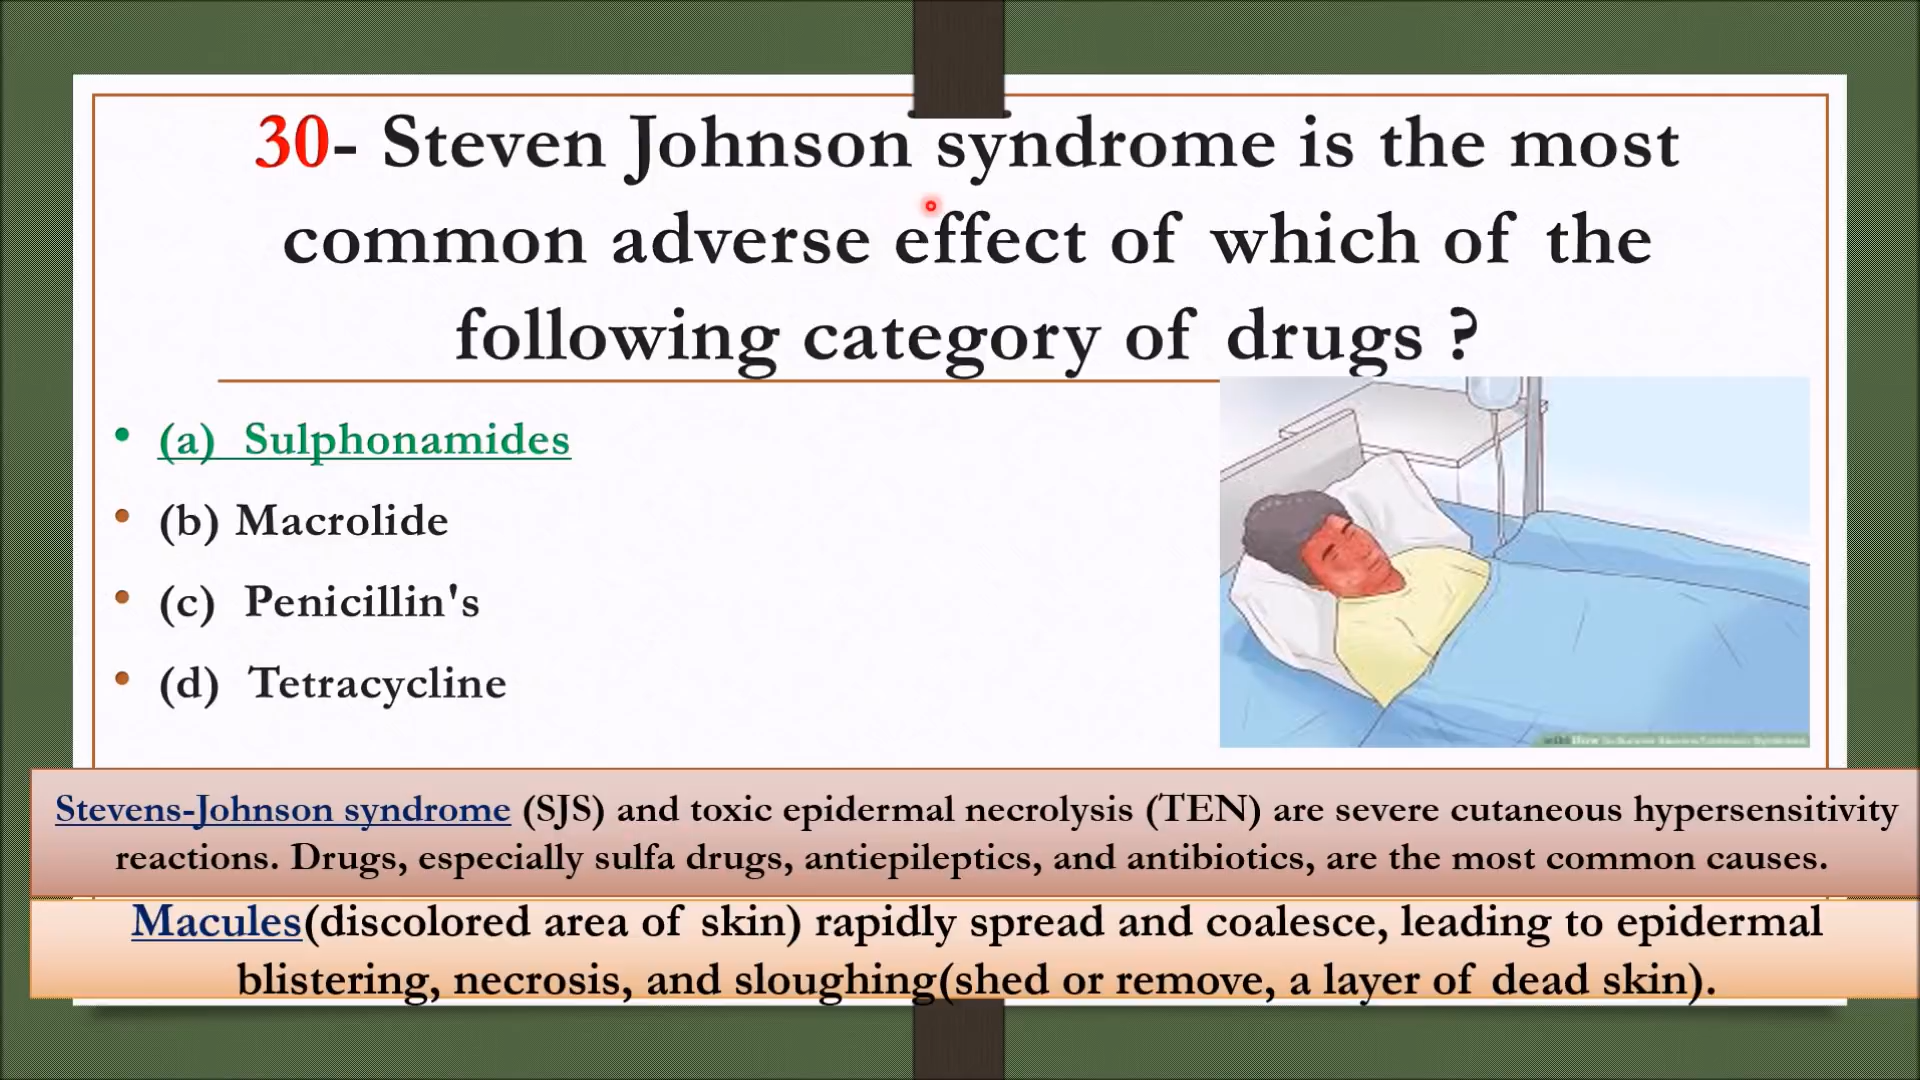 30- Steven Johnson syndrome is the most
common adverse effect of which of the
following category of drugs ?
• (a) Sulphonamides
• (b) Macrolide
• (c) Penicillin's
• (d) Tetracycline
Stevens-Johnson syndrome (SJS) and toxic epidermal necrolysis (TEN) are severe cutaneous hypersensitivity
reactions. Drugs, especially sulfa drugs, antiepileptics, and antibiotics, are the most common causes.
Macules(discolored area of skin) rapidly spread and coalesce, leading to epidermal
blistering, necrosis, and sloughing(shed or remove, a layer of dead skin).